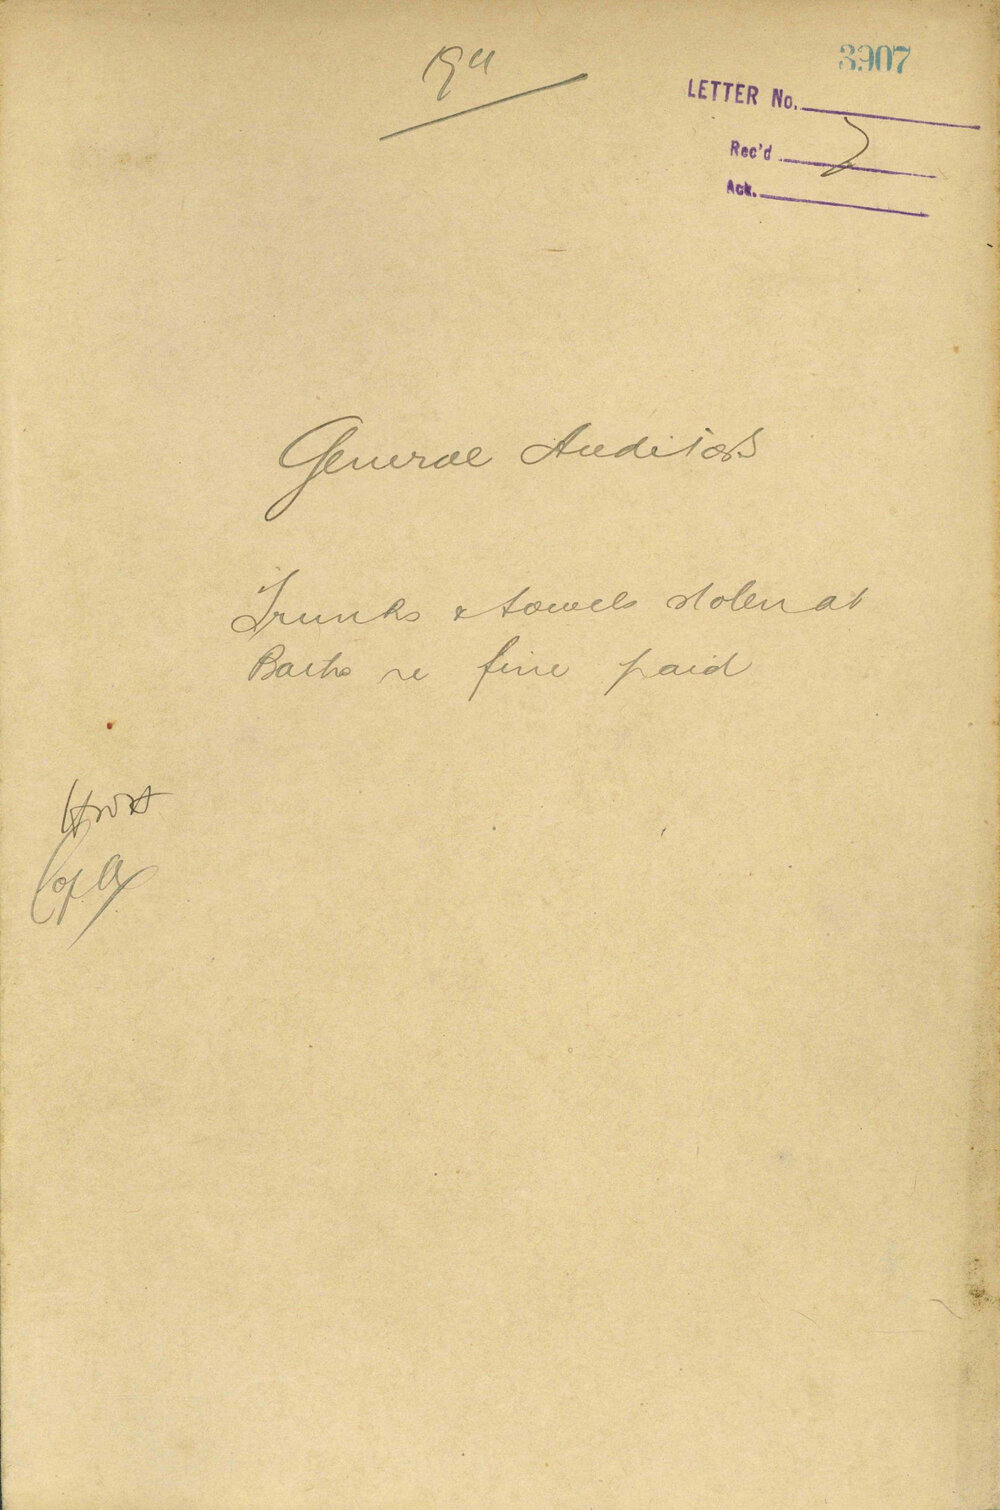 3907
LETTER No.
Rec'd
Ack.
General Auditors
Trunks & towels stolen at
Baths re fine paid